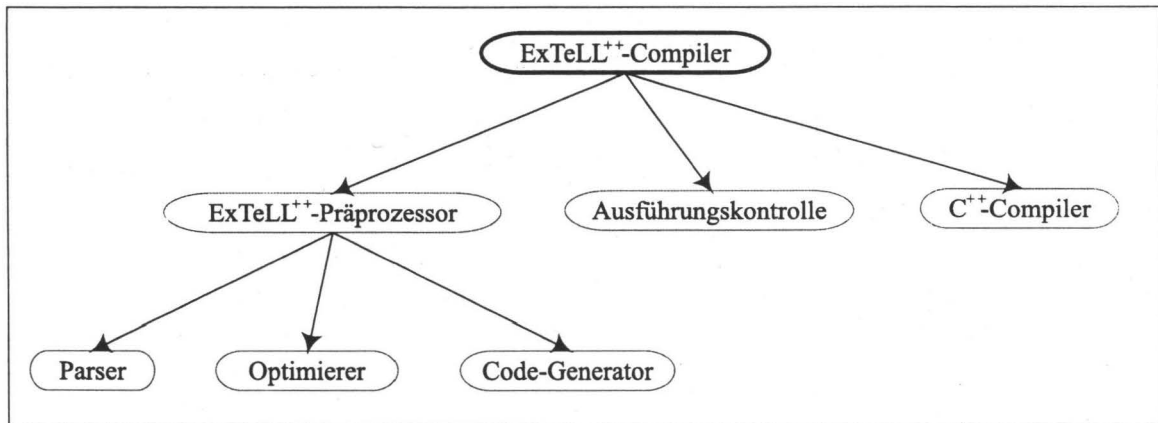 ExTeLL⁺⁺-Compiler
ExTeLL⁺⁺-Präprozessor
Ausführungskontrolle
C⁺⁺-Compiler
Parser
Optimierer
Code-Generator